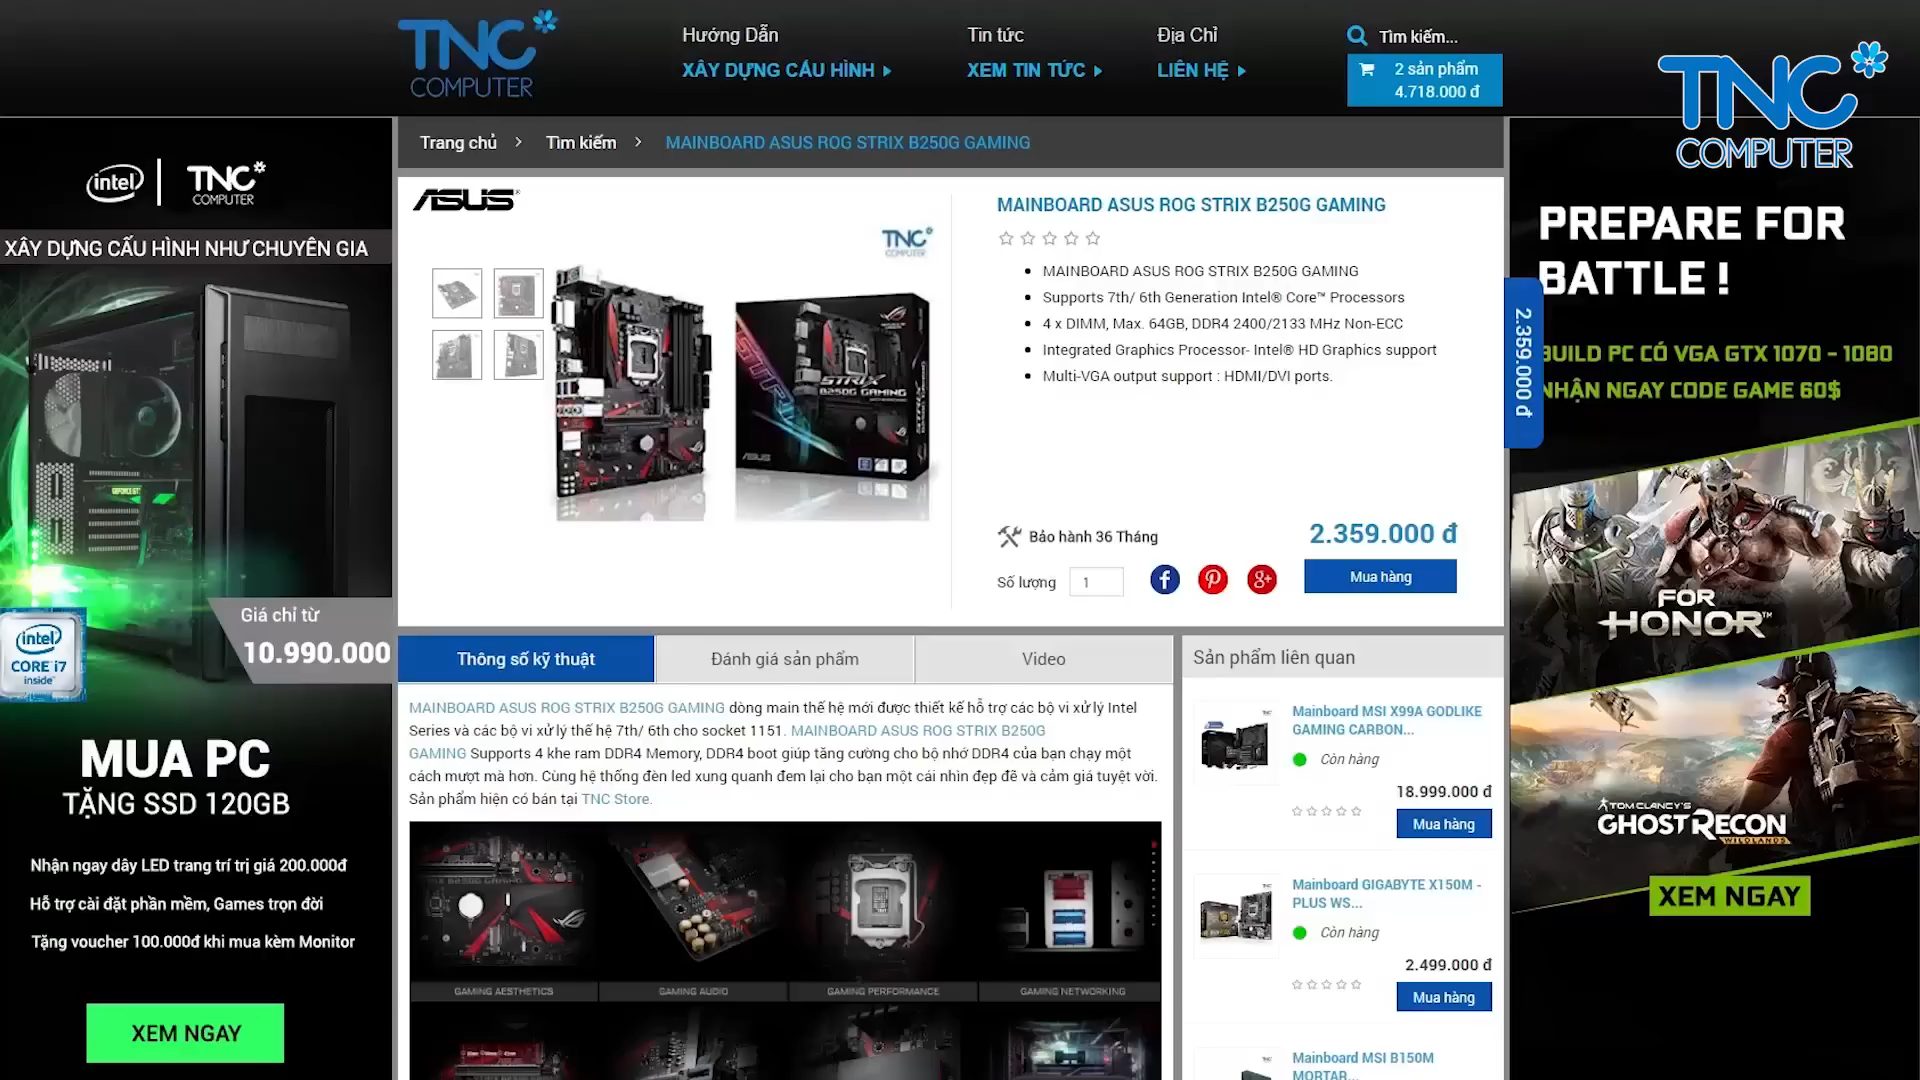 TNC
COMPUTER
Hướng Dẫn
XÂY DỰNG CẤU HÌNH
Tin tức
XEM TIN TỨC
Địa Chỉ
LIÊN HỆ
Tìm kiếm...
2 sản phẩm
4.718.000 đ
TNC
COMPUTER
Trang chủ
Tìm kiếm
MAINBOARD ASUS ROG STRIX B250G GAMING
intel
TNC
COMPUTER
XÂY DỰNG CẤU HÌNH NHƯ CHUYÊN GIA
intel
CORE i7
inside
Giá chỉ từ
10.990.000
MUA PC
TẶNG SSD 120GB
Nhận ngay dây LED trang trí trị giá 200.000đ
Hỗ trợ cài đặt phần mềm, Games trọn đời
Tặng voucher 100.000đ khi mua kèm Monitor
XEM NGAY
ASUS
TNC
COMPUTER
STRIX
B250G GAMING
ASUS
MAINBOARD ASUS ROG STRIX B250G GAMING
MAINBOARD ASUS ROG STRIX B250G GAMING
Supports 7th/ 6th Generation Intel® Core™ Processors
4 x DIMM, Max. 64GB, DDR4 2400/2133 MHz Non-ECC
Integrated Graphics Processor- Intel® HD Graphics support
Multi-VGA output support : HDMI/DVI ports.
Bảo hành 36 Tháng
2.359.000 đ
Số lượng
1
Mua hàng
Thông số kỹ thuật
Đánh giá sản phẩm
Video
MAINBOARD ASUS ROG STRIX B250G GAMING dòng main thế hệ mới được thiết kế hỗ trợ các bộ vi xử lý Intel
Series và các bộ vi xử lý thế hệ 7th/ 6th cho socket 1151. MAINBOARD ASUS ROG STRIX B250G
GAMING Supports 4 khe ram DDR4 Memory, DDR4 boot giúp tăng cường cho bộ nhớ DDR4 của bạn chạy một
cách mượt mà hơn. Cùng hệ thống đèn led xung quanh đem lại cho bạn một cái nhìn đẹp đẽ và cảm giá tuyệt vời.
Sản phẩm hiện có bán tại TNC Store.
GAMING AESTHETICS
GAMING AUDIO
GAMING PERFORMANCE
GAMING NETWORKING
Sản phẩm liên quan
Mainboard MSI X99A GODLIKE
GAMING CARBON...
Còn hàng
18.999.000 đ
Mua hàng
Mainboard GIGABYTE X150M -
PLUS WS...
Còn hàng
2.499.000 đ
Mua hàng
Mainboard MSI B150M
MORTAR...
PREPARE FOR
BATTLE !
2.359.000 đ
BUILD PC CÓ VGA GTX 1070 - 1080
NHẬN NGAY CODE GAME 60$
FOR
HONOR™
TOM CLANCY'S
GHOST RECON
WILDLANDS
XEM NGAY